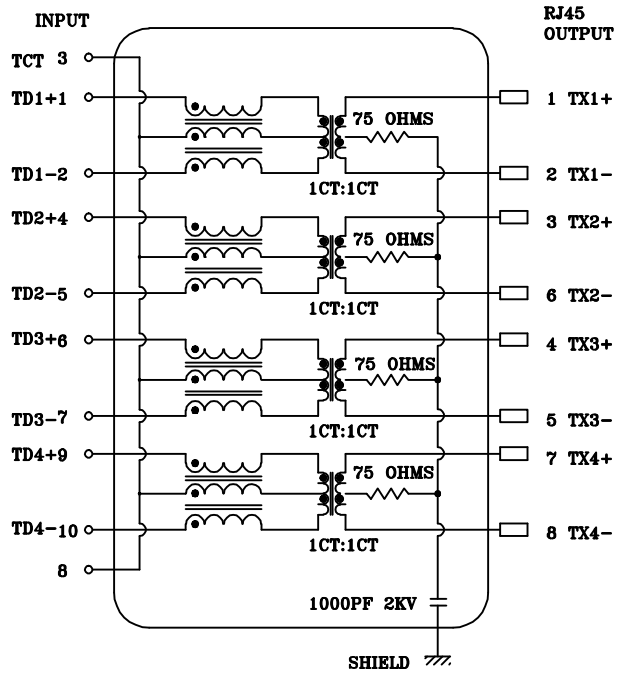 INPUT
RJ45
OUTPUT
TCT 3
TD1+1
75 OHMS
1 TX1+
TD1-2
2 TX1-
1CT:1CT
TD2+4
75 OHMS
3 TX2+
TD2-5
6 TX2-
1CT:1CT
TD3+6
75 OHMS
4 TX3+
TD3-7
5 TX3-
1CT:1CT
TD4+9
75 OHMS
7 TX4+
TD4-10
8 TX4-
1CT:1CT
8
1000PF 2KV
SHIELD